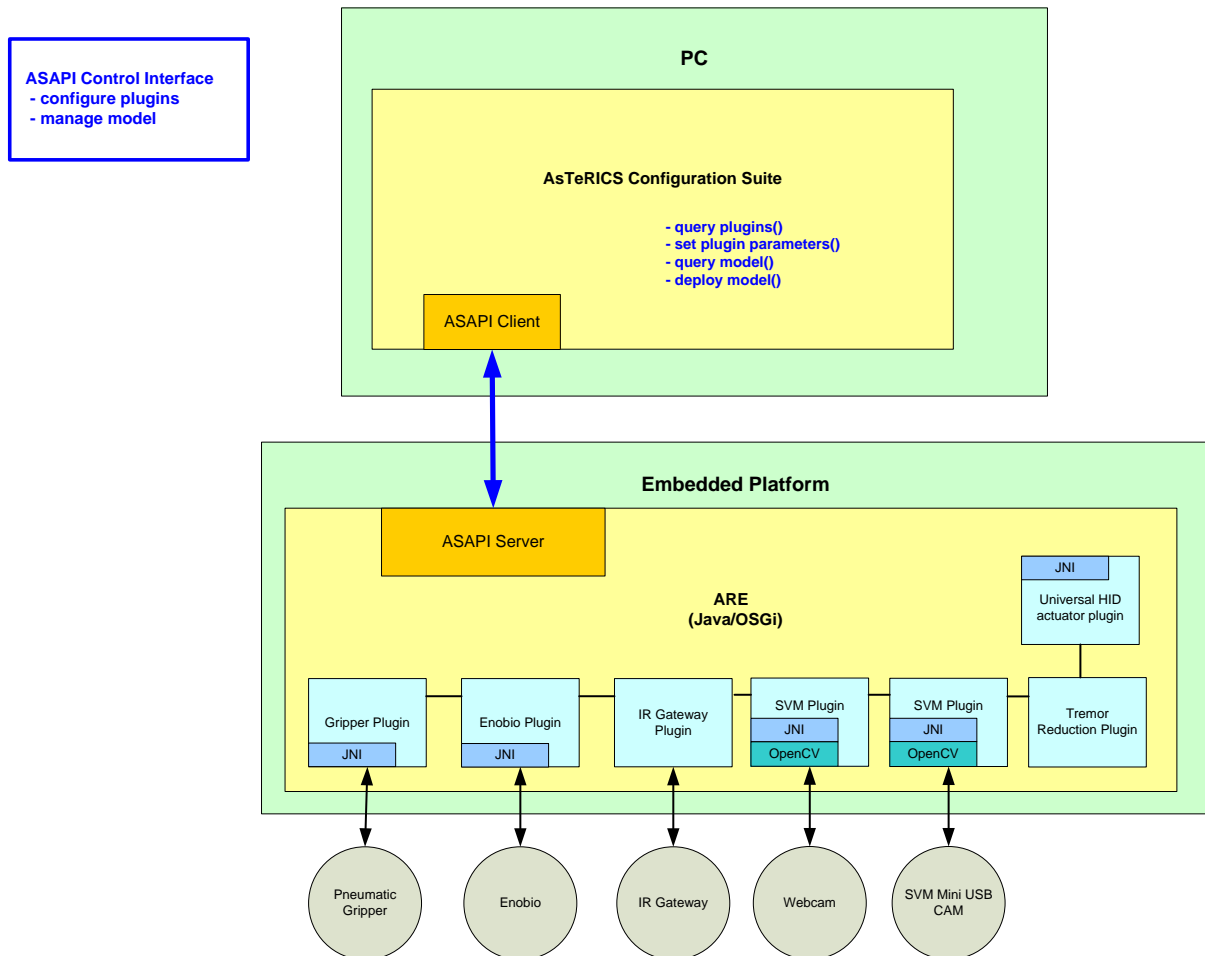 PC
ASAPI Control Interface
- configure plugins
- manage model
AsTeRICS Configuration Suite
- query plugins()
- set plugin parameters()
- query model()
- deploy model()
ASAPI Client
Embedded Platform
ASAPI Server
ARE
(Java/OSGi)
JNI
Universal HID
actuator plugin
Gripper Plugin
JNI
Enobio Plugin
JNI
IR Gateway
Plugin
SVM Plugin
JNI
OpenCV
SVM Plugin
JNI
OpenCV
Tremor
Reduction Plugin
Pneumatic
Gripper
Enobio
IR Gateway
Webcam
SVM Mini USB
CAM